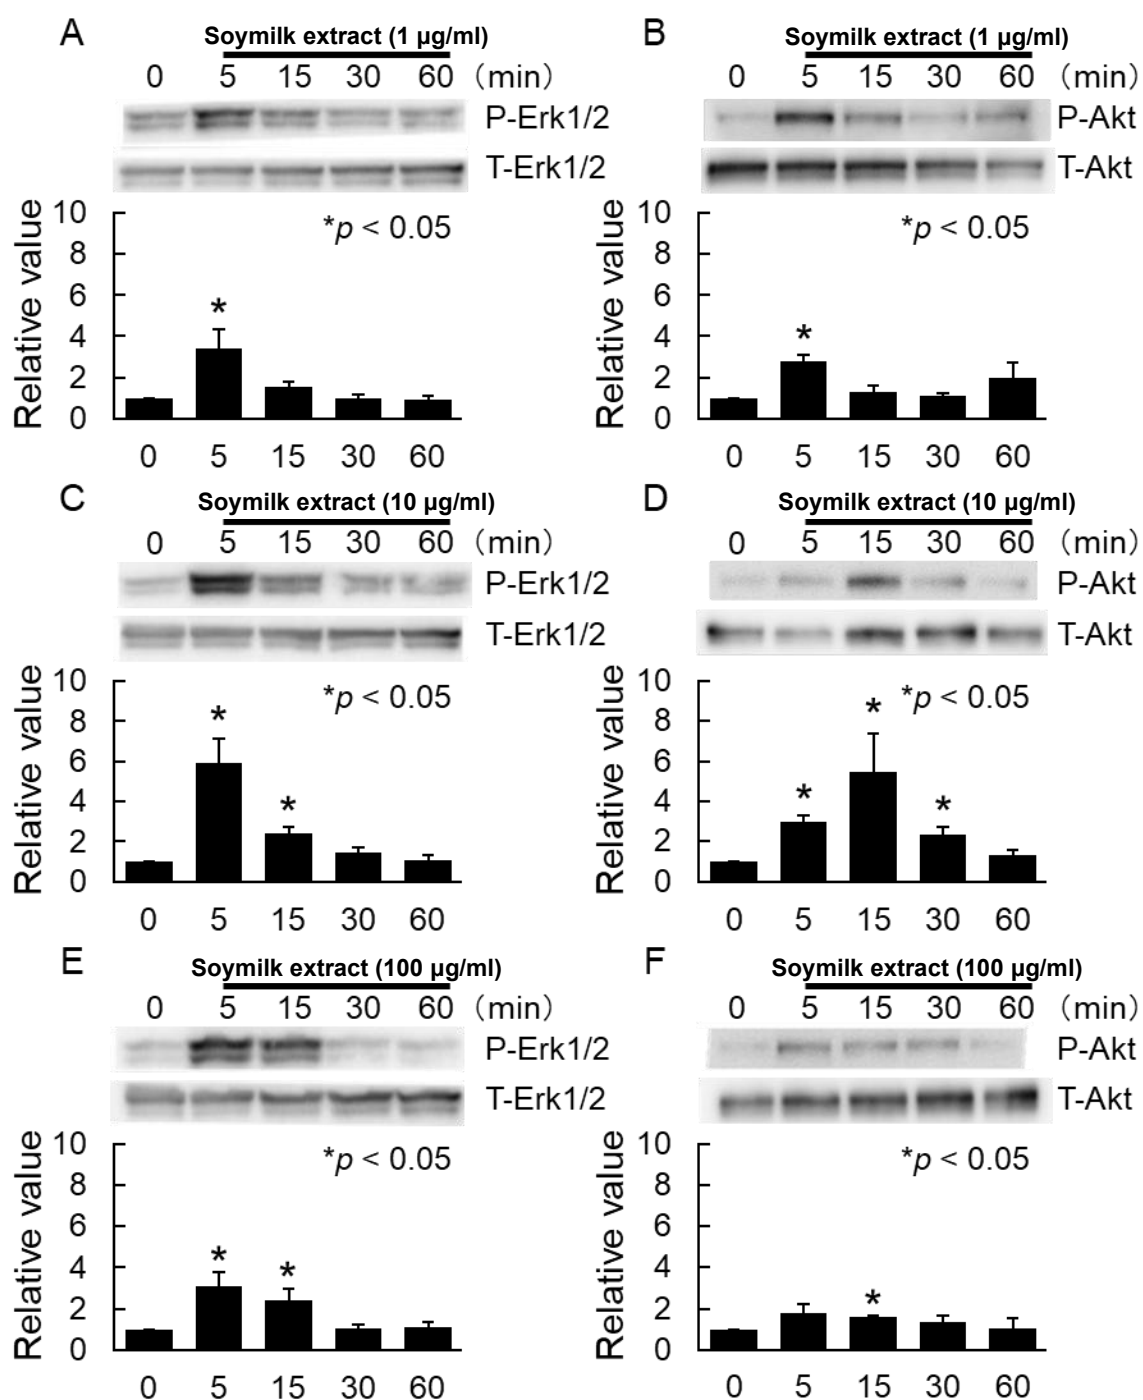 A
Soymilk extract (1 μg/ml)
0 5 15 30 60 (min)
P-Erk1/2
T-Erk1/2
Relative value
10
8
6
4
2
0
*p < 0.05
*
0 5 15 30 60
B
Soymilk extract (1 μg/ml)
0 5 15 30 60 (min)
P-Akt
T-Akt
Relative value
10
8
6
4
2
0
*p < 0.05
*
0 5 15 30 60
C
Soymilk extract (10 μg/ml)
0 5 15 30 60 (min)
P-Erk1/2
T-Erk1/2
Relative value
10
8
6
4
2
0
*p < 0.05
* *
0 5 15 30 60
D
Soymilk extract (10 μg/ml)
0 5 15 30 60 (min)
P-Akt
T-Akt
Relative value
10
8
6
4
2
0
*p < 0.05
* * *
0 5 15 30 60
E
Soymilk extract (100 μg/ml)
0 5 15 30 60 (min)
P-Erk1/2
T-Erk1/2
Relative value
10
8
6
4
2
0
*p < 0.05
* *
0 5 15 30 60
F
Soymilk extract (100 μg/ml)
0 5 15 30 60 (min)
P-Akt
T-Akt
Relative value
10
8
6
4
2
0
*p < 0.05
*
0 5 15 30 60